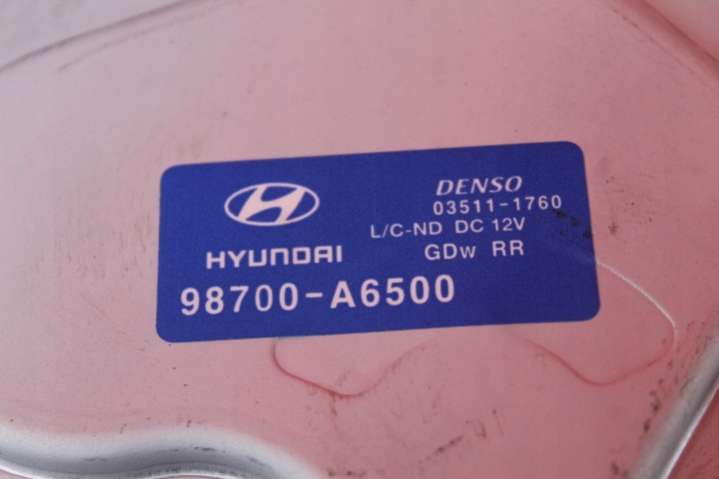 DENSO
03511-1760
L/C-ND DC 12V
HYUNDAI
GDw RR
98700-A6500